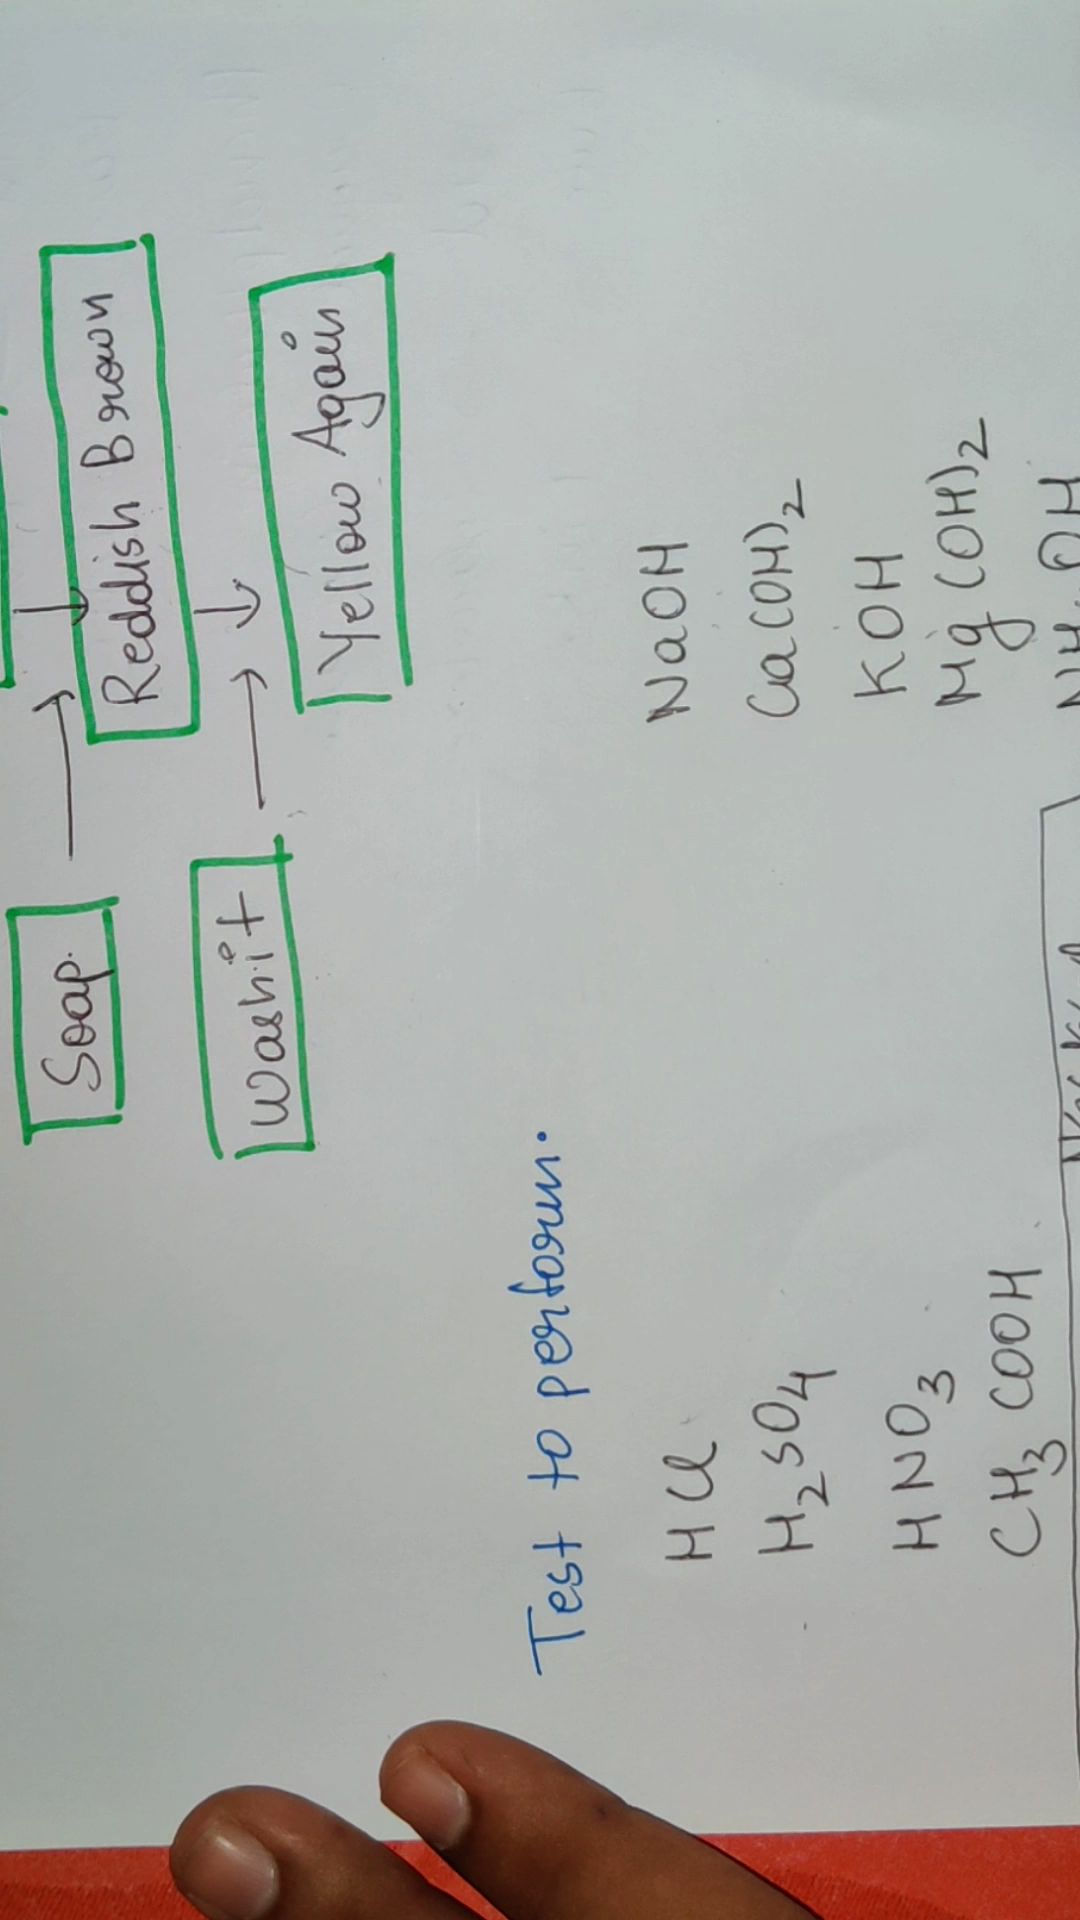 Soap.
Reddish Brown
Wash it
Yellow Again
Test to perform.
HCl NaOH
H2SO4 Ca(OH)2
HNO3 KOH
CH3COOH Mg(OH)2